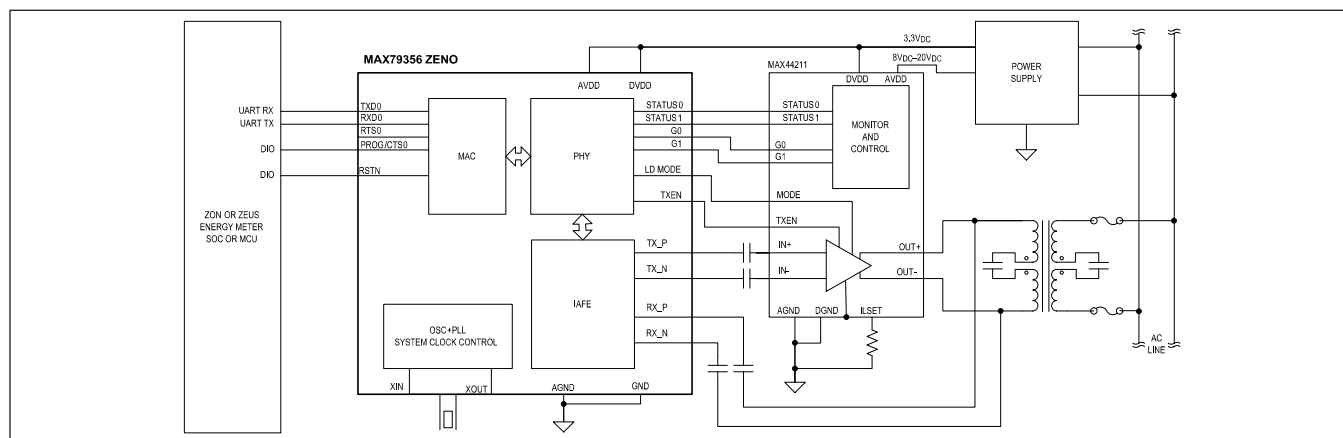 MAX79356 ZENO
3.3VDC
8VDC–20VDC
POWER
SUPPLY
MAX44211
AVDD
DVDD
DVDD
AVDD
UART RX
UART TX
DIO
DIO
TXD0
RXD0
RTS0
PROG/CTS0
RSTN
MAC
PHY
STATUS0
STATUS1
G0
G1
LD MODE
TXEN
STATUS0
STATUS1
G0
G1
MODE
TXEN
MONITOR
AND
CONTROL
ZON OR ZEUS
ENERGY METER
SOC OR MCU
IAFE
TX_P
TX_N
RX_P
RX_N
IN+
IN-
OUT+
OUT–
AGND
DGND
ILSET
OSC+PLL
SYSTEM CLOCK CONTROL
XIN
XOUT
AGND
GND
AC
LINE